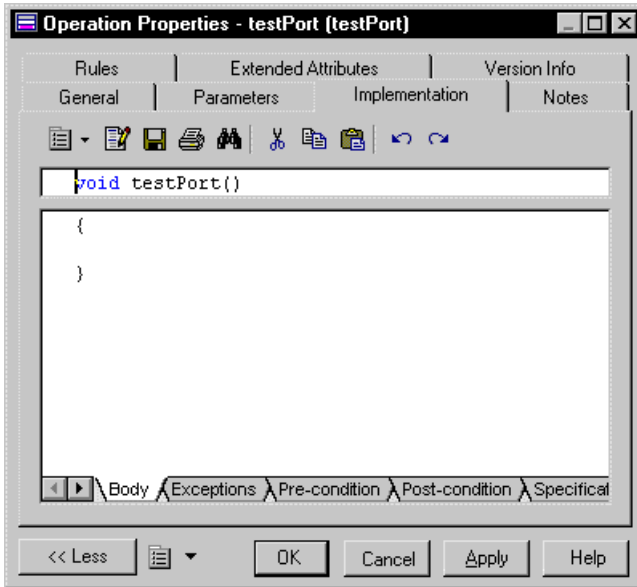 Operation Properties - testPort (testPort)
Rules Extended Attributes Version Info
General Parameters Implementation Notes
void testPort()
{
}
Body Exceptions Pre-condition Post-condition Specificat
<< Less OK Cancel Apply Help